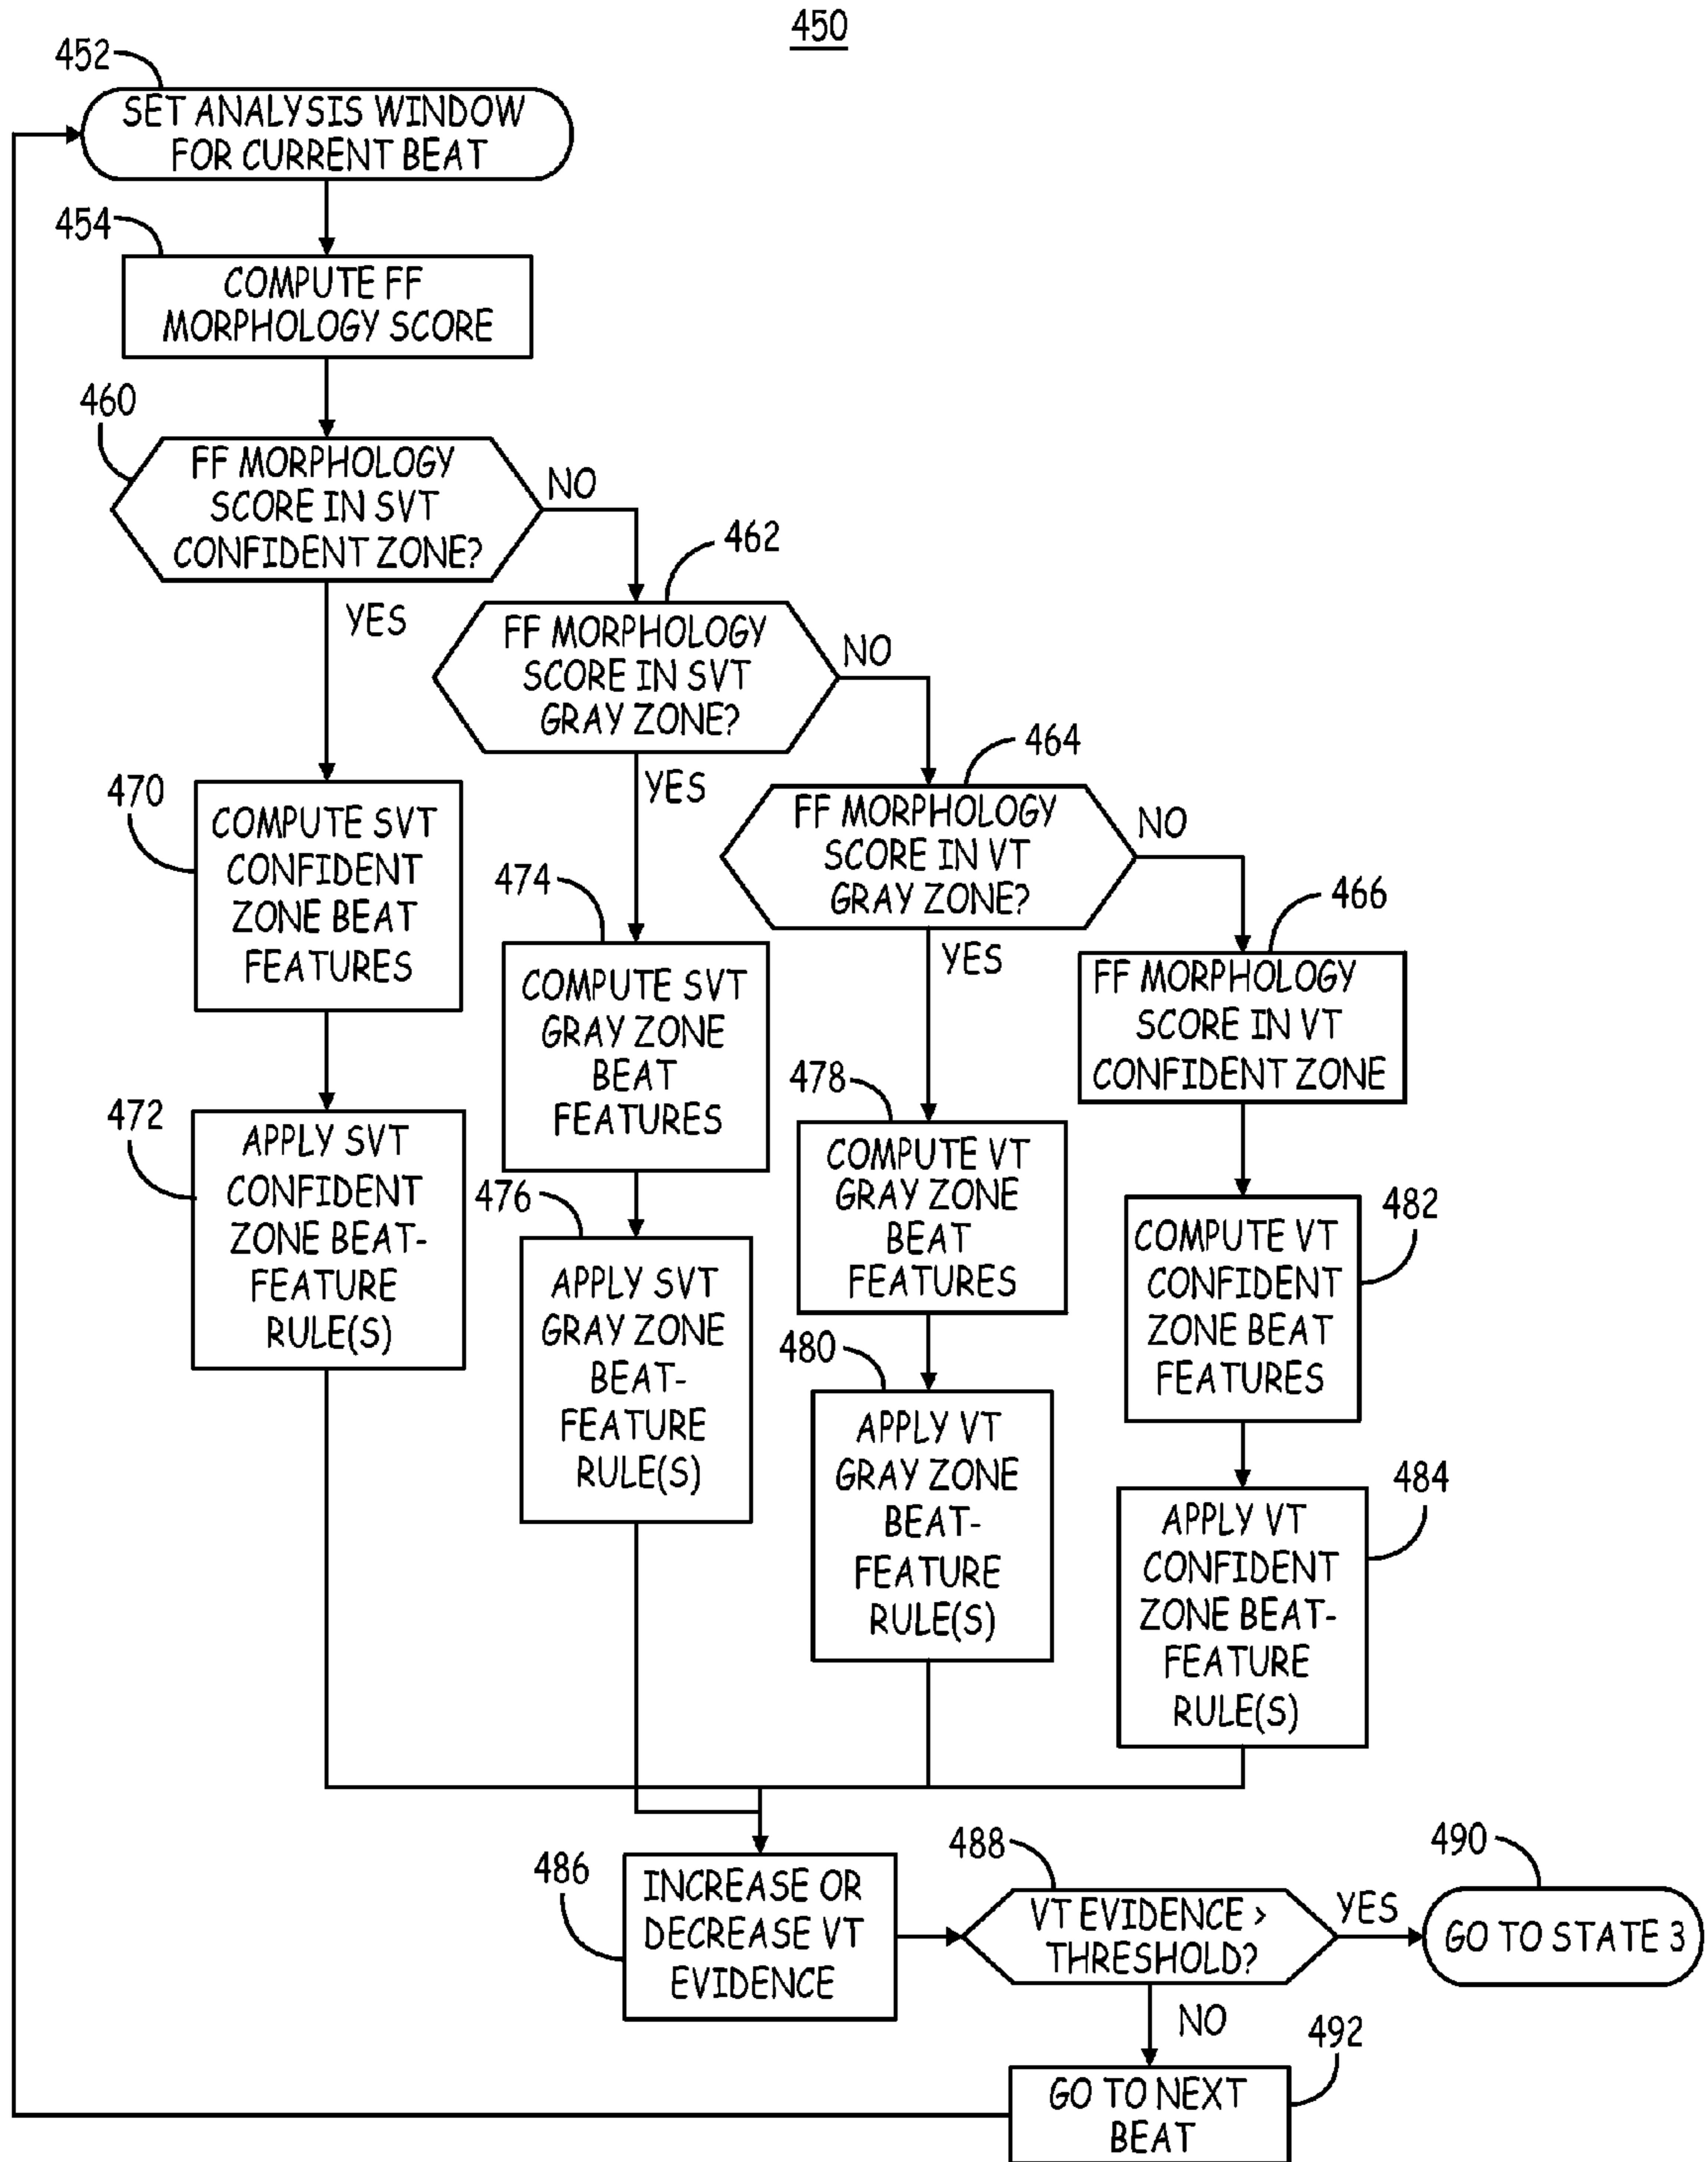 450
452
SET ANALYSIS WINDOW
FOR CURRENT BEAT
454
COMPUTE FF
MORPHOLOGY SCORE
460
FF MORPHOLOGY
SCORE IN SVT
CONFIDENT ZONE?
NO
YES
462
FF MORPHOLOGY
SCORE IN SVT
GRAY ZONE?
NO
YES
464
FF MORPHOLOGY
SCORE IN VT
GRAY ZONE?
NO
YES
466
FF MORPHOLOGY
SCORE IN VT
CONFIDENT ZONE
470
COMPUTE SVT
CONFIDENT
ZONE BEAT
FEATURES
472
APPLY SVT
CONFIDENT
ZONE BEAT-
FEATURE
RULE(S)
474
COMPUTE SVT
GRAY ZONE
BEAT
FEATURES
476
APPLY SVT
GRAY ZONE
BEAT-
FEATURE
RULE(S)
478
COMPUTE VT
GRAY ZONE
BEAT
FEATURES
480
APPLY VT
GRAY ZONE
BEAT-
FEATURE
RULE(S)
482
COMPUTE VT
CONFIDENT
ZONE BEAT
FEATURES
484
APPLY VT
CONFIDENT
ZONE BEAT-
FEATURE
RULE(S)
486
INCREASE OR
DECREASE VT
EVIDENCE
488
VT EVIDENCE >
THRESHOLD?
YES
NO
490
GO TO STATE 3
492
GO TO NEXT
BEAT